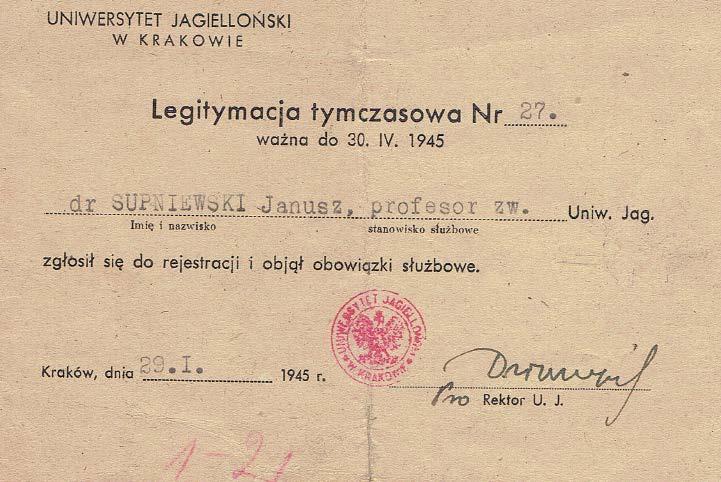 UNIWERSYTET JAGIELLOŃSKI
W KRAKOWIE
Legitymacja tymczasowa Nr 27.
ważna do 30. IV. 1945
dr SUPNIEWSKI Janusz, profesor zw. Uniw. Jag.
Imię i nazwisko stanowisko służbowe
zgłosił się do rejestracji i objął obowiązki służbowe.
UNIWERSYTET JAGIELLOŃSKI
W KRAKOWIE
Kraków, dnia 29.I. 1945 r.
Pro Rektor U. J.
1-21